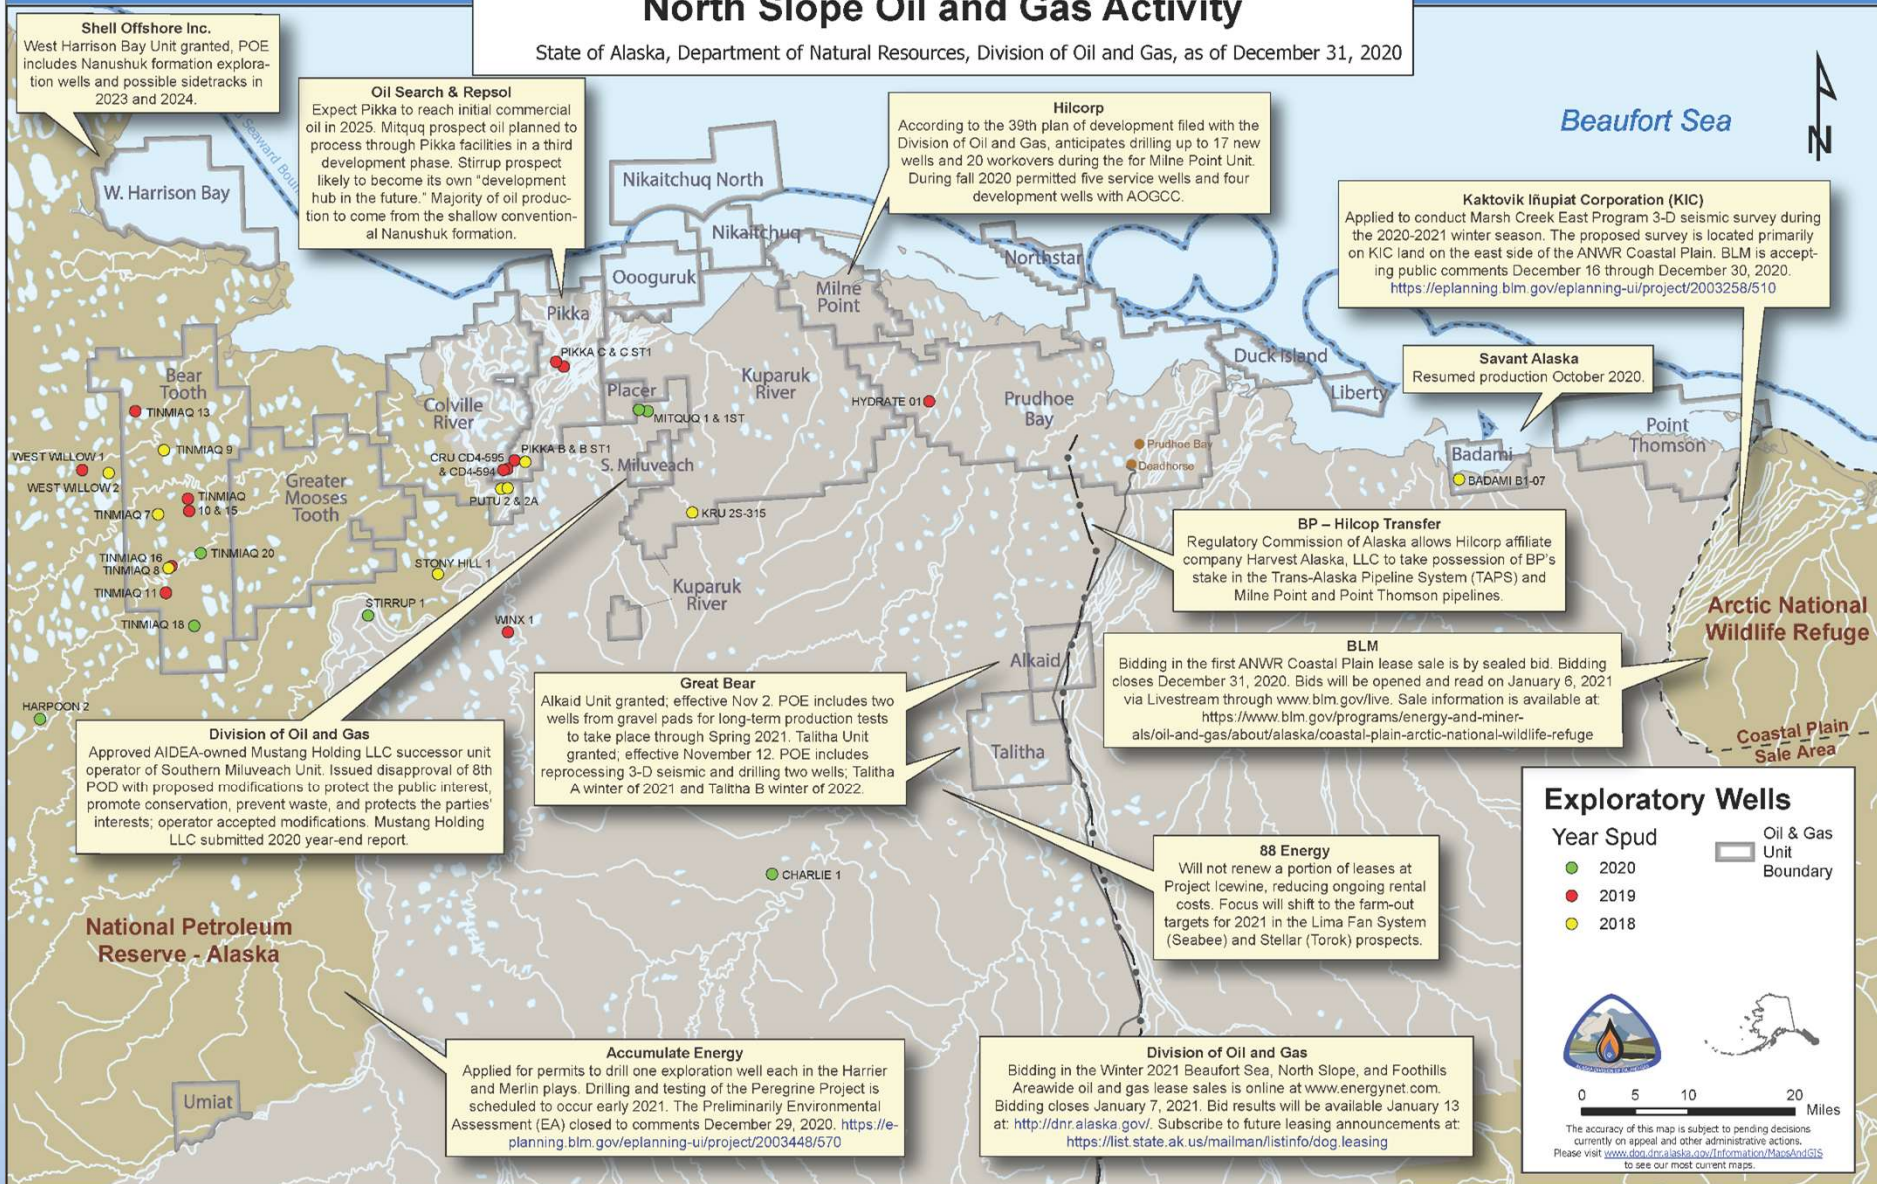 North Slope Oil and Gas Activity
State of Alaska, Department of Natural Resources, Division of Oil and Gas, as of December 31, 2020
Shell Offshore Inc.
West Harrison Bay Unit granted, POE
includes Nanushuk formation explora-
tion wells and possible sidetracks in
2023 and 2024.
Oil Search & Repsol
Expect Pikka to reach initial commercial
oil in 2025. Mitquq prospect oil planned to
process through Pikka facilities in a third
development phase. Stirrup prospect
likely to become its own "development
hub in the future." Majority of oil produc-
tion to come from the shallow convention-
al Nanushuk formation.
Hilcorp
According to the 39th plan of development filed with the
Division of Oil and Gas, anticipates drilling up to 17 new
wells and 20 workovers during the for Milne Point Unit.
During fall 2020 permitted five service wells and four
development wells with AOGCC.
Beaufort Sea
N
Kaktovik Iñupiat Corporation (KIC)
Applied to conduct Marsh Creek East Program 3-D seismic survey during
the 2020-2021 winter season. The proposed survey is located primarily
on KIC land on the east side of the ANWR Coastal Plain. BLM is accept-
ing public comments December 16 through December 30, 2020.
https://eplanning.blm.gov/eplanning-ui/project/2003258/510
Seaward Boun
W. Harrison Bay
Nikaitchuq North
Nikaitchuq
Oooguruk
Northstar
Milne
Point
Pikka
Duck Island
Liberty
Savant Alaska
Resumed production October 2020.
PIKKA C & C ST1
Bear
Tooth
TINMIAQ 13
Colville
River
Placer
MITQUQ 1 & 1ST
Kuparuk
River
HYDRATE 01
Prudhoe
Bay
Prudhoe Bay
Deadhorse
Point
Thomson
Badami
BADAMI B1-07
TINMIAQ 9
WEST WILLOW 1
WEST WILLOW 2
CRU CD4-595
& CD4-594
PIKKA B & B ST1
S. Miluveach
PUTU 2 & 2A
Greater
Mooses
Tooth
TINMIAQ
10 & 15
TINMIAQ 7
KRU 2S-315
TINMIAQ 16
TINMIAQ 8
TINMIAQ 20
STONY HILL 1
TINMIAQ 11
STIRRUP 1
WINX 1
TINMIAQ 18
Kuparuk
River
BP – Hilcop Transfer
Regulatory Commission of Alaska allows Hilcorp affiliate
company Harvest Alaska, LLC to take possession of BP's
stake in the Trans-Alaska Pipeline System (TAPS) and
Milne Point and Point Thomson pipelines.
Arctic National
Wildlife Refuge
Alkaid
BLM
Bidding in the first ANWR Coastal Plain lease sale is by sealed bid. Bidding
closes December 31, 2020. Bids will be opened and read on January 6, 2021
via Livestream through www.blm.gov/live. Sale information is available at:
https://www.blm.gov/programs/energy-and-miner-
als/oil-and-gas/about/alaska/coastal-plain-arctic-national-wildlife-refuge
Coastal Plain
Sale Area
HARPOON 2
Great Bear
Alkaid Unit granted; effective Nov 2. POE includes two
wells from gravel pads for long-term production tests
to take place through Spring 2021. Talitha Unit
granted; effective November 12. POE includes
reprocessing 3-D seismic and drilling two wells; Talitha
A winter of 2021 and Talitha B winter of 2022.
Talitha
Division of Oil and Gas
Approved AIDEA-owned Mustang Holding LLC successor unit
operator of Southern Miluveach Unit. Issued disapproval of 8th
POD with proposed modifications to protect the public interest,
promote conservation, prevent waste, and protects the parties'
interests; operator accepted modifications. Mustang Holding
LLC submitted 2020 year-end report.
88 Energy
Will not renew a portion of leases at
Project Icewine, reducing ongoing rental
costs. Focus will shift to the farm-out
targets for 2021 in the Lima Fan System
(Seabee) and Stellar (Torok) prospects.
CHARLIE 1
National Petroleum
Reserve - Alaska
Umiat
Accumulate Energy
Applied for permits to drill one exploration well each in the Harrier
and Merlin plays. Drilling and testing of the Peregrine Project is
scheduled to occur early 2021. The Preliminarily Environmental
Assessment (EA) closed to comments December 29, 2020. https://e-
planning.blm.gov/eplanning-ui/project/2003448/570
Division of Oil and Gas
Bidding in the Winter 2021 Beaufort Sea, North Slope, and Foothills
Areawide oil and gas lease sales is online at www.energynet.com.
Bidding closes January 7, 2021. Bid results will be available January 13
at: http://dnr.alaska.gov/. Subscribe to future leasing announcements at:
https://list.state.ak.us/mailman/listinfo/dog.leasing
Exploratory Wells
Year Spud
2020
2019
2018
Oil & Gas
Unit
Boundary
0 5 10 20
Miles
The accuracy of this map is subject to pending decisions
currently on appeal and other administrative actions.
Please visit www.dog.dnr.alaska.gov/Information/MapsAndGIS
to see our most current maps.